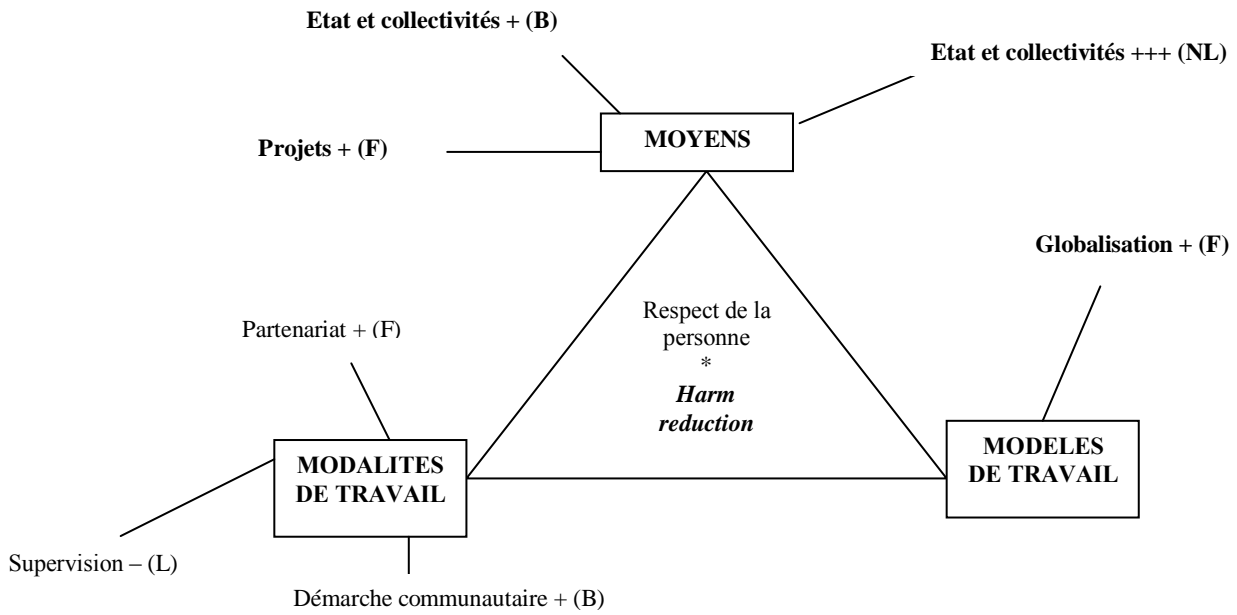 Etat et collectivités + (B)
Etat et collectivités +++ (NL)
MOYENS
Projets + (F)
Globalisation + (F)
Respect de la
personne
*
Harm
reduction
Partenariat + (F)
MODALITES
DE TRAVAIL
MODELES
DE TRAVAIL
Supervision – (L)
Démarche communautaire + (B)